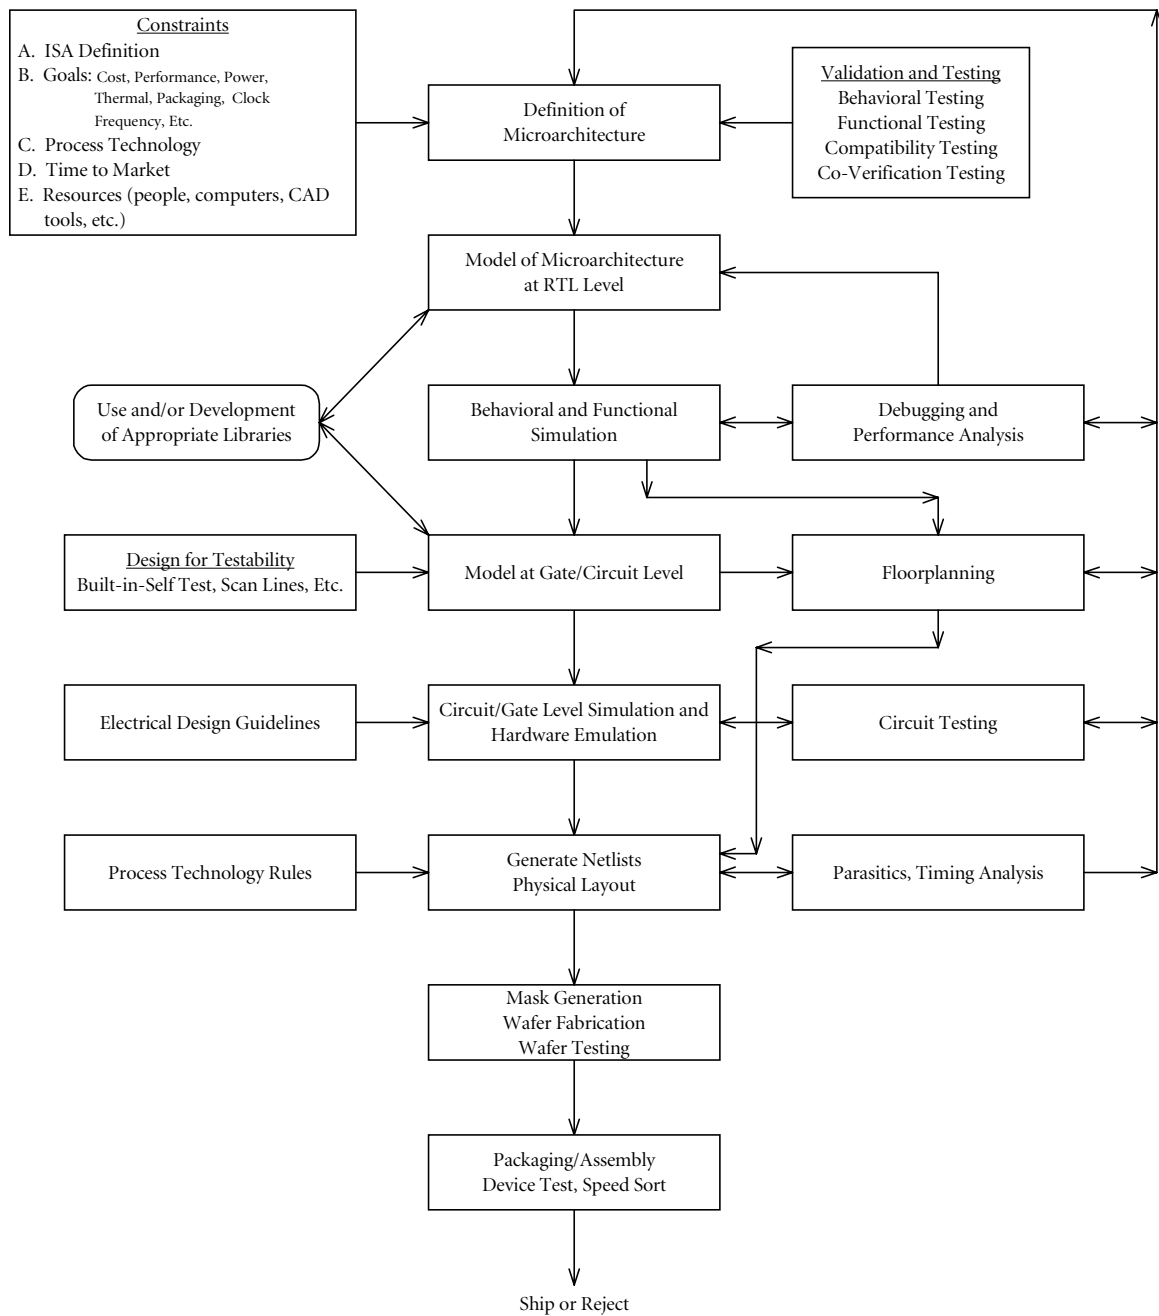 Constraints
A. ISA Definition
B. Goals: Cost, Performance, Power,
Thermal, Packaging, Clock
Frequency, Etc.
C. Process Technology
D. Time to Market
E. Resources (people, computers, CAD
tools, etc.)
Definition of
Microarchitecture
Validation and Testing
Behavioral Testing
Functional Testing
Compatibility Testing
Co-Verification Testing
Model of Microarchitecture
at RTL Level
Use and/or Development
of Appropriate Libraries
Behavioral and Functional
Simulation
Debugging and
Performance Analysis
Design for Testability
Built-in-Self Test, Scan Lines, Etc.
Model at Gate/Circuit Level
Floorplanning
Electrical Design Guidelines
Circuit/Gate Level Simulation and
Hardware Emulation
Circuit Testing
Process Technology Rules
Generate Netlists
Physical Layout
Parasitics, Timing Analysis
Mask Generation
Wafer Fabrication
Wafer Testing
Packaging/Assembly
Device Test, Speed Sort
Ship or Reject